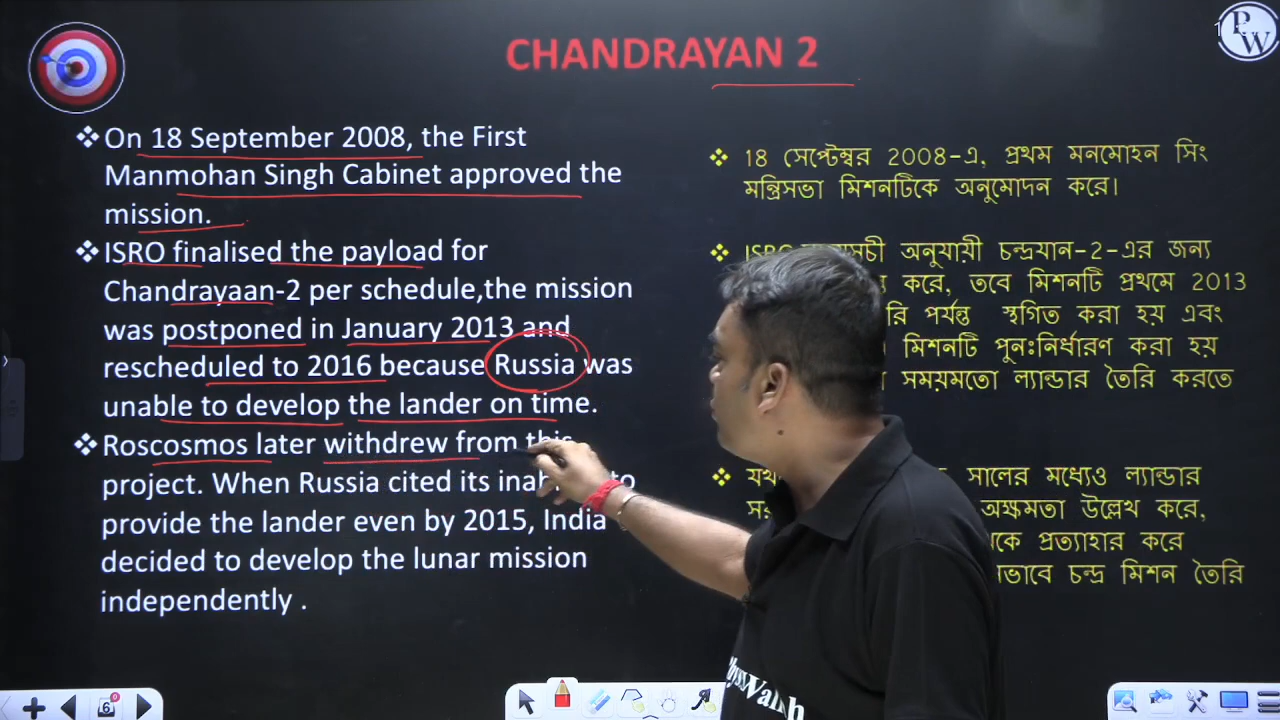 CHANDRAYAN 2
PW
❖On 18 September 2008, the First
Manmohan Singh Cabinet approved the
mission.
❖ISRO finalised the payload for
Chandrayaan-2 per schedule,the mission
was postponed in January 2013 and
rescheduled to 2016 because Russia was
unable to develop the lander on time.
❖Roscosmos later withdrew from this
project. When Russia cited its to
provide the lander even by 2015, India
decided to develop the lunar mission
independently .
❖ 18 সেপ্টেম্বর 2008-এ, প্রথম মনমোহন সিং
মন্ত্রিসভা মিশনটিকে অনুমোদন করে।
❖ অনুযায়ী চন্দ্রযান-2-এর জন্য
করে, তবে মিশনটি প্রথমে 2013
পর্যন্ত স্থগিত করা হয় এবং
মিশনটি পুনঃনির্ধারণ করা হয়
সময়মতো ল্যান্ডার তৈরি করতে
❖ সালের মধ্যেও ল্যান্ডার
অক্ষমতা উল্লেখ করে,
প্রত্যাহার করে
চন্দ্র মিশন তৈরি
6